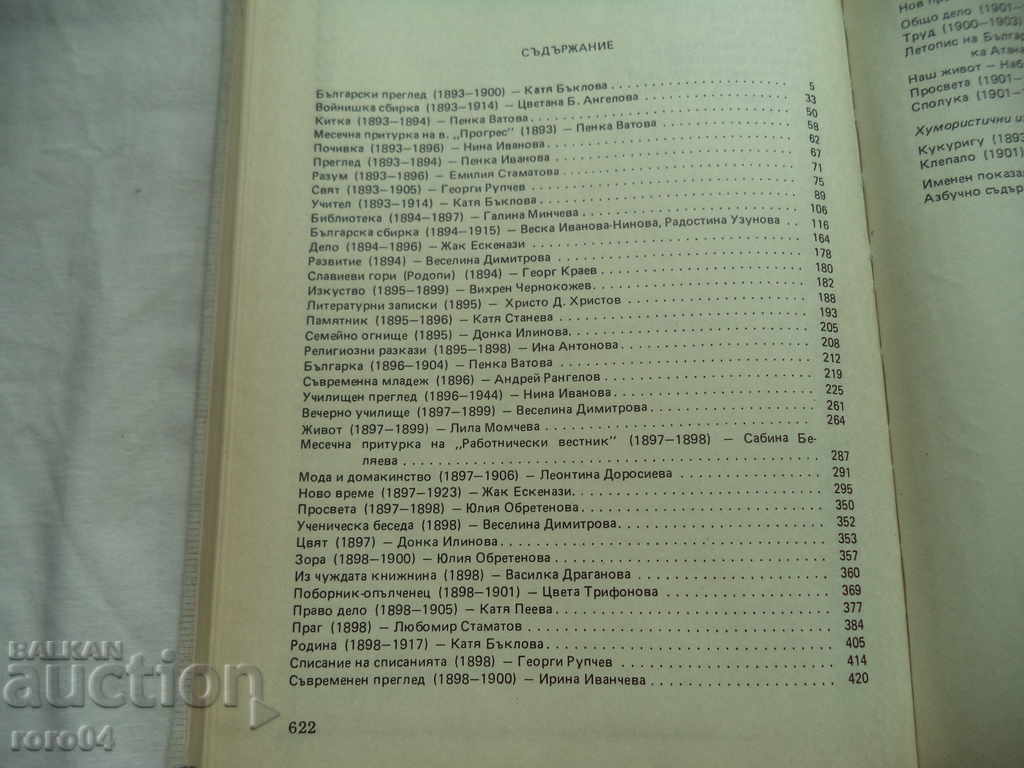 СЪДЪРЖАНИЕ
Български преглед (1893—1900) — Катя Бъклова . . . . . 5
Войнишка сбирка (1893—1914) — Цветана Б. Ангелова . . . . . 33
Китка (1893—1894) — Пенка Ватова . . . . . 50
Месечна притурка на в. „Прогрес" (1893) — Пенка Ватова . . . . . 59
Почивка (1893—1896) — Нина Иванова . . . . . 62
Преглед (1893—1894) — Пенка Иванова . . . . . 67
Разум (1893—1896) — Емилия Стаматова . . . . . 71
Свят (1893—1905) — Георги Рупчев . . . . . 75
Учител (1893—1914) — Катя Бъклова . . . . . 89
Библиотека (1894—1897) — Галина Минчева . . . . . 106
Българска сбирка (1894—1915) — Веска Иванова-Нинова, Радостина Узунова . . 116
Дело (1894—1896) — Жак Ескенази . . . . . 164
Развитие (1894) — Веселина Димитрова . . . . . 178
Славиеви гори (Родопи) (1894) — Георг Краев . . . . . 180
Изкуство (1895—1899) — Вихрен Чернокожев . . . . . 182
Литературни записки (1895) — Христо Д. Христов . . . . . 188
Памятник (1895—1896) — Катя Станева . . . . . 193
Семейно огнище (1895) — Донка Илинова . . . . . 205
Религиозни разкази (1895—1898) — Ина Антонова . . . . . 208
Българка (1896—1904) — Пенка Ватова . . . . . 212
Съвременна младеж (1896) — Андрей Рангелов . . . . . 219
Училищен преглед (1896—1944) — Нина Иванова . . . . . 225
Вечерно училище (1897—1899) — Веселина Димитрова . . . . . 261
Живот (1897—1899) — Лила Момчева . . . . . 264
Месечна притурка на „Работнически вестник" (1897—1898) — Сабина Бе-
ляева . . . . . 287
Мода и домакинство (1897—1906) — Леонтина Доросиева . . . . . 291
Ново време (1897—1923) — Жак Ескенази . . . . . 295
Просвета (1897—1898) — Юлия Обретенова . . . . . 350
Ученическа беседа (1898) — Веселина Димитрова . . . . . 352
Цвят (1897) — Донка Илинова . . . . . 353
Зора (1898—1900) — Юлия Обретенова . . . . . 357
Из чуждата книжнина (1898) — Василка Драганова . . . . . 360
Поборник-опълченец (1898—1901) — Цвета Трифонова . . . . . 369
Право дело (1898—1905) — Катя Пеева . . . . . 377
Праг (1898) — Любомир Стаматов . . . . . 384
Родина (1898—1917) — Катя Бъклова . . . . . 405
Списание на списанията (1898) — Георги Рупчев . . . . . 414
Съвременен преглед (1898—1900) — Ирина Иванчева . . . . . 420
622
Нов
Общо дело (1901—
Труд (1900—1903)
Летопис на Българ
ка Атана
Наш живот — Наб
Просвета (1901—
Сполука (1901—1
Хумористични и
Кукуригу (1893
Клепало (1901)
Именен показа
Азбучно съдър
BALKAN
auction
roro04